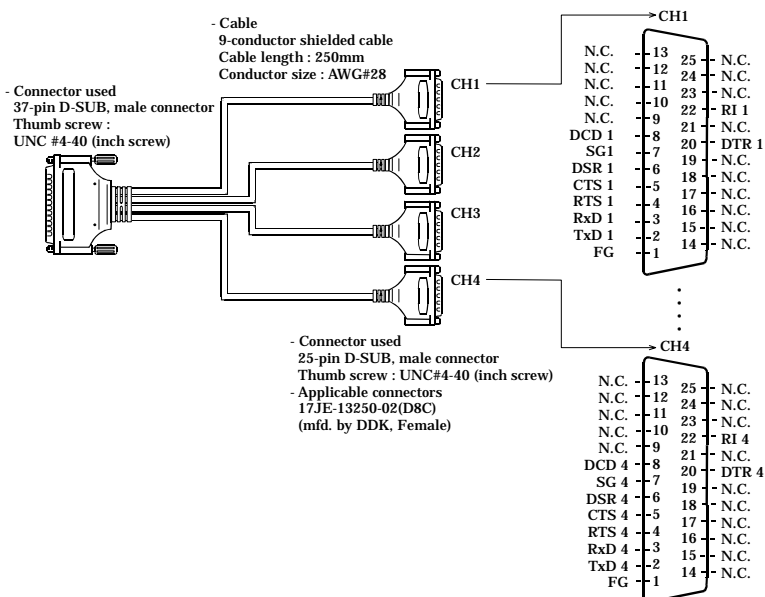 - Cable
9-conductor shielded cable
Cable length : 250mm
Conductor size : AWG#28
- Connector used
37-pin D-SUB, male connector
Thumb screw :
UNC #4-40 (inch screw)
CH1
CH2
CH3
CH4
- Connector used
25-pin D-SUB, male connector
Thumb screw : UNC#4-40 (inch screw)
- Applicable connectors
17JE-13250-02(D8C)
(mfd. by DDK, Female)
CH1
N.C. 13
25 N.C.
N.C. 12
24 N.C.
N.C. 11
23 N.C.
N.C. 10
22 RI 1
N.C. 9
21 N.C.
DCD 1 8
20 DTR 1
SG1 7
19 N.C.
DSR 1 6
18 N.C.
CTS 1 5
17 N.C.
RTS 1 4
16 N.C.
RxD 1 3
15 N.C.
TxD 1 2
14 N.C.
FG 1
CH4
N.C. 13
25 N.C.
N.C. 12
24 N.C.
N.C. 11
23 N.C.
N.C. 10
22 RI 4
N.C. 9
21 N.C.
DCD 4 8
20 DTR 4
SG 4 7
19 N.C.
DSR 4 6
18 N.C.
CTS 4 5
17 N.C.
RTS 4 4
16 N.C.
RxD 4 3
15 N.C.
TxD 4 2
14 N.C.
FG 1